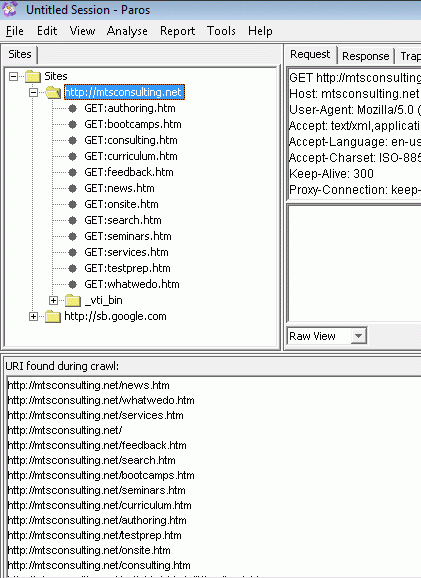 Untitled Session - Paros
File Edit View Analyse Report Tools Help
Sites
Request Response Trap
Sites
http://mtsconsulting.net
GET:authoring.htm
GET:bootcamps.htm
GET:consulting.htm
GET:curriculum.htm
GET:feedback.htm
GET:news.htm
GET:onsite.htm
GET:search.htm
GET:seminars.htm
GET:services.htm
GET:testprep.htm
GET:whatwedo.htm
_vti_bin
http://sb.google.com
GET http://mtsconsulting
Host: mtsconsulting.net
User-Agent: Mozilla/5.0 (
Accept: text/xml,applicati
Accept-Language: en-us
Accept-Charset: ISO-885
Keep-Alive: 300
Proxy-Connection: keep-
Raw View
URI found during crawl:
http://mtsconsulting.net/news.htm
http://mtsconsulting.net/whatwedo.htm
http://mtsconsulting.net/services.htm
http://mtsconsulting.net/
http://mtsconsulting.net/feedback.htm
http://mtsconsulting.net/search.htm
http://mtsconsulting.net/bootcamps.htm
http://mtsconsulting.net/seminars.htm
http://mtsconsulting.net/curriculum.htm
http://mtsconsulting.net/authoring.htm
http://mtsconsulting.net/testprep.htm
http://mtsconsulting.net/onsite.htm
http://mtsconsulting.net/consulting.htm